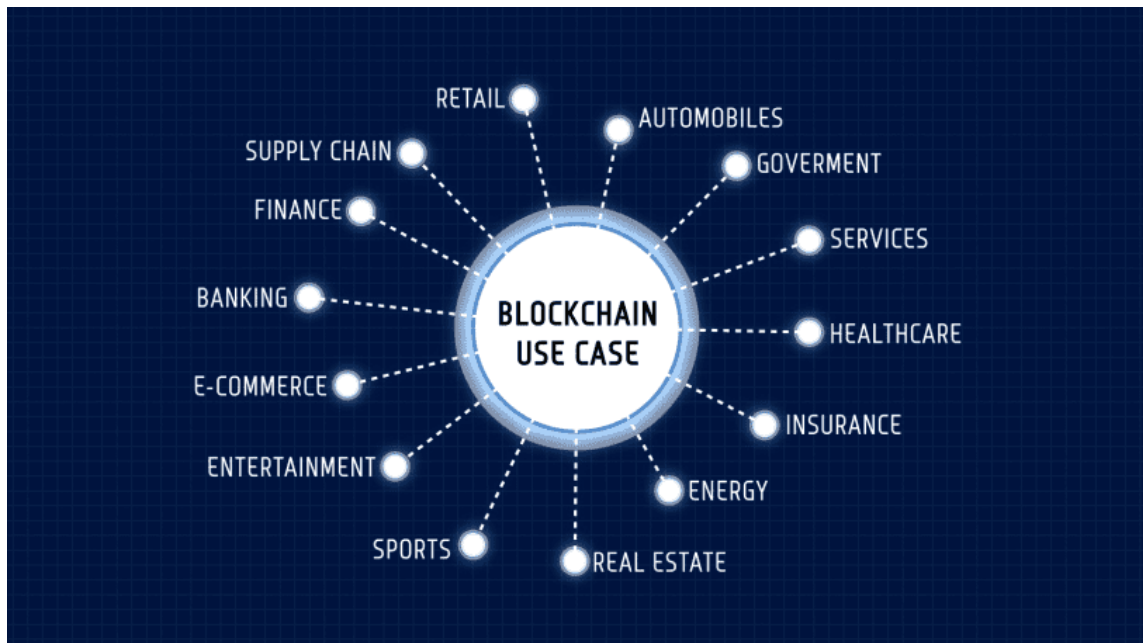 RETAIL
AUTOMOBILES
SUPPLY CHAIN
GOVERMENT
FINANCE
SERVICES
BANKING
BLOCKCHAIN
USE CASE
HEALTHCARE
E-COMMERCE
INSURANCE
ENTERTAINMENT
ENERGY
SPORTS
REAL ESTATE